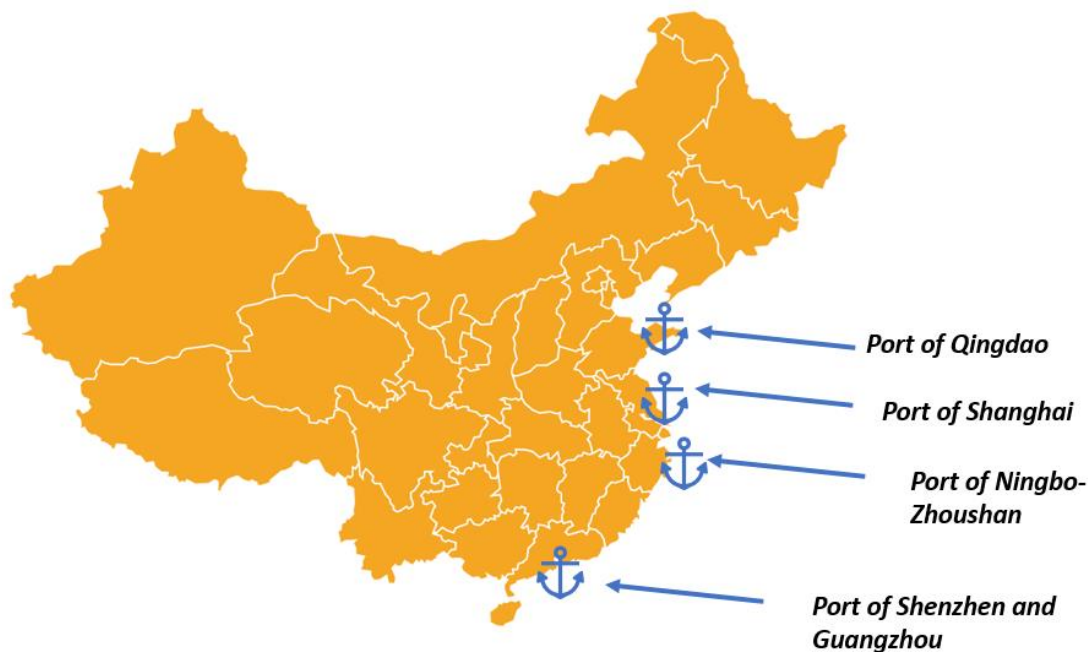 Port of Qingdao
Port of Shanghai
Port of Ningbo-
Zhoushan
Port of Shenzhen and
Guangzhou